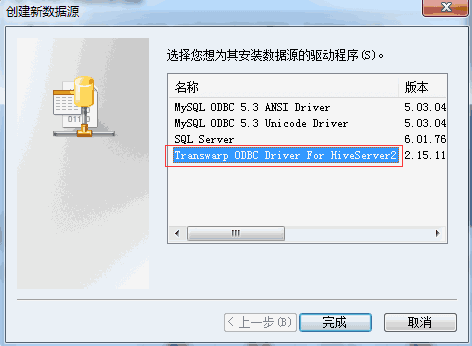 创建新数据源
选择您想为其安装数据源的驱动程序(S)。
名称 版本
MySQL ODBC 5.3 ANSI Driver 5.03.04
MySQL ODBC 5.3 Unicode Driver 5.03.04
SQL Server 6.01.76
Transwarp ODBC Driver For HiveServer2 2.15.11
< 上一步(B) 完成 取消